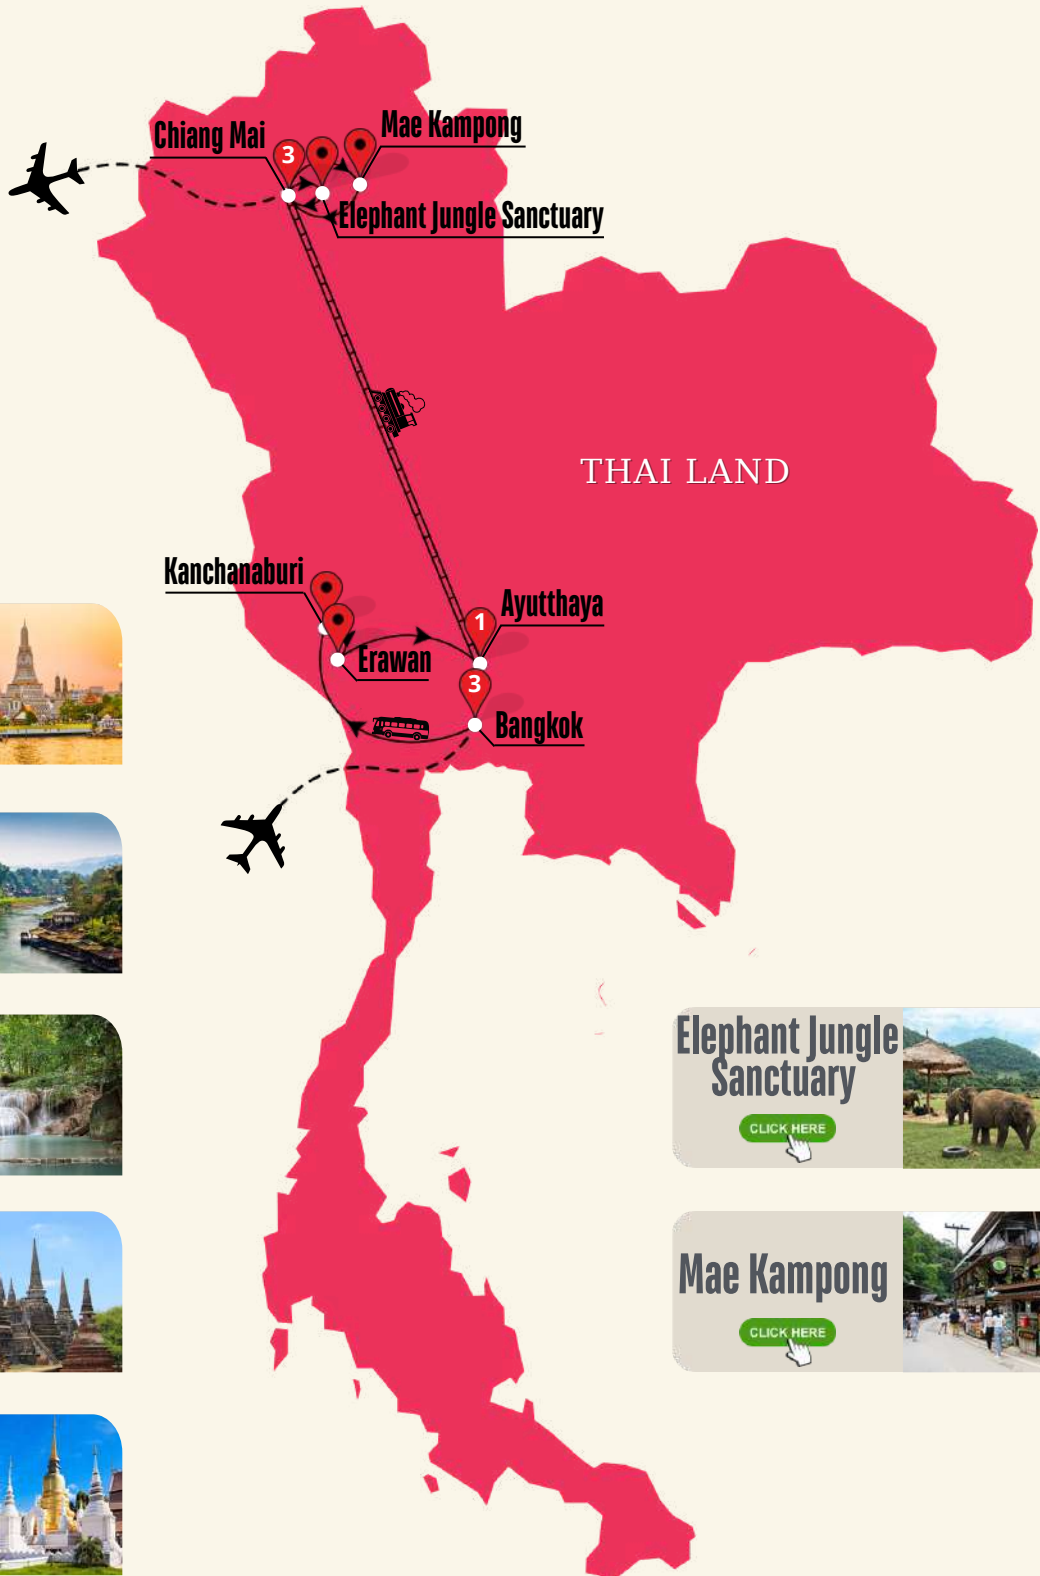 Chiang Mai
3
Mae Kampong
Elephant Jungle Sanctuary
THAI LAND
Kanchanaburi
1
Ayutthaya
Erawan
3
Bangkok
Elephant Jungle
Sanctuary
CLICK HERE
Mae Kampong
CLICK HERE